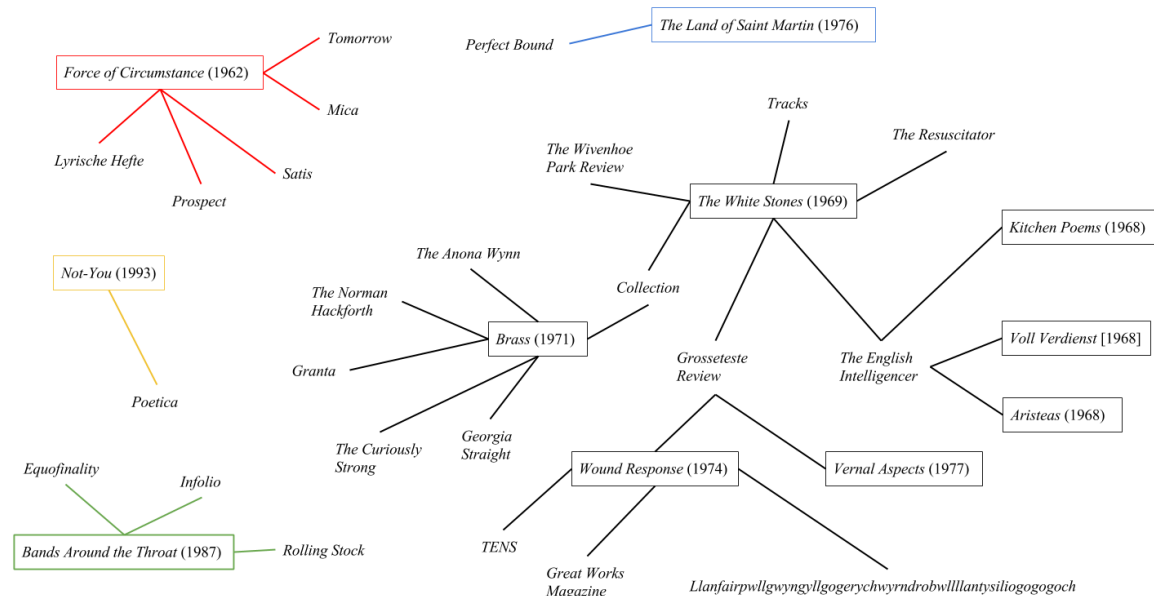 Tomorrow
The Land of Saint Martin (1976)
Perfect Bound
Force of Circumstance (1962)
Mica
Tracks
The Resuscitator
The Wivenhoe
Park Review
Lyrische Hefte
Satis
Prospect
The White Stones (1969)
Kitchen Poems (1968)
The Anona Wynn
Not-You (1993)
Collection
The Norman
Hackforth
Brass (1971)
Voll Verdienst [1968]
Grosseteste
Review
The English
Intelligencer
Granta
Poetica
Aristeas (1968)
The Curiously
Strong
Georgia
Straight
Equofinality
Infolio
Wound Response (1974)
Vernal Aspects (1977)
Bands Around the Throat (1987)
Rolling Stock
TENS
Great Works
Magazine
Llanfairpwllgwyngyllgogerychwyrndrobwllllantysiliogogogoch